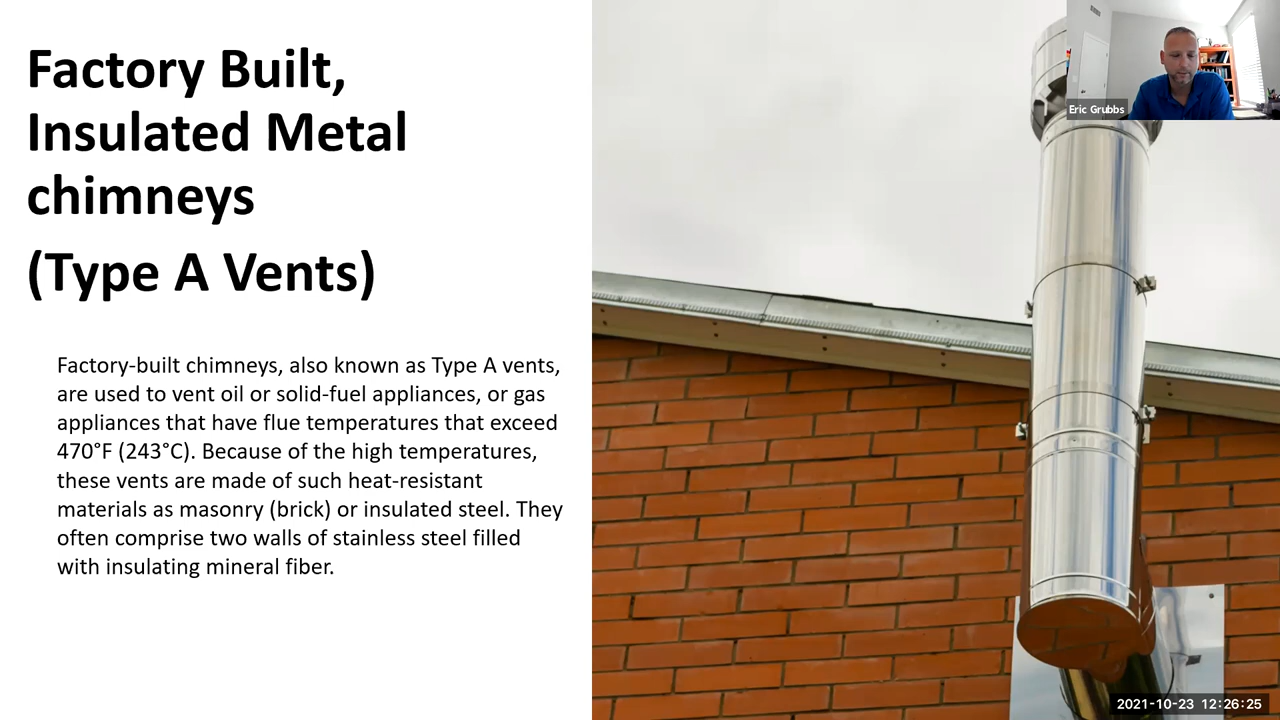 Factory Built,
Insulated Metal
chimneys
(Type A Vents)
Factory-built chimneys, also known as Type A vents,
are used to vent oil or solid-fuel appliances, or gas
appliances that have flue temperatures that exceed
470°F (243°C). Because of the high temperatures,
these vents are made of such heat-resistant
materials as masonry (brick) or insulated steel. They
often comprise two walls of stainless steel filled
with insulating mineral fiber.
Eric Grubbs
2021-10-23 12:26:25